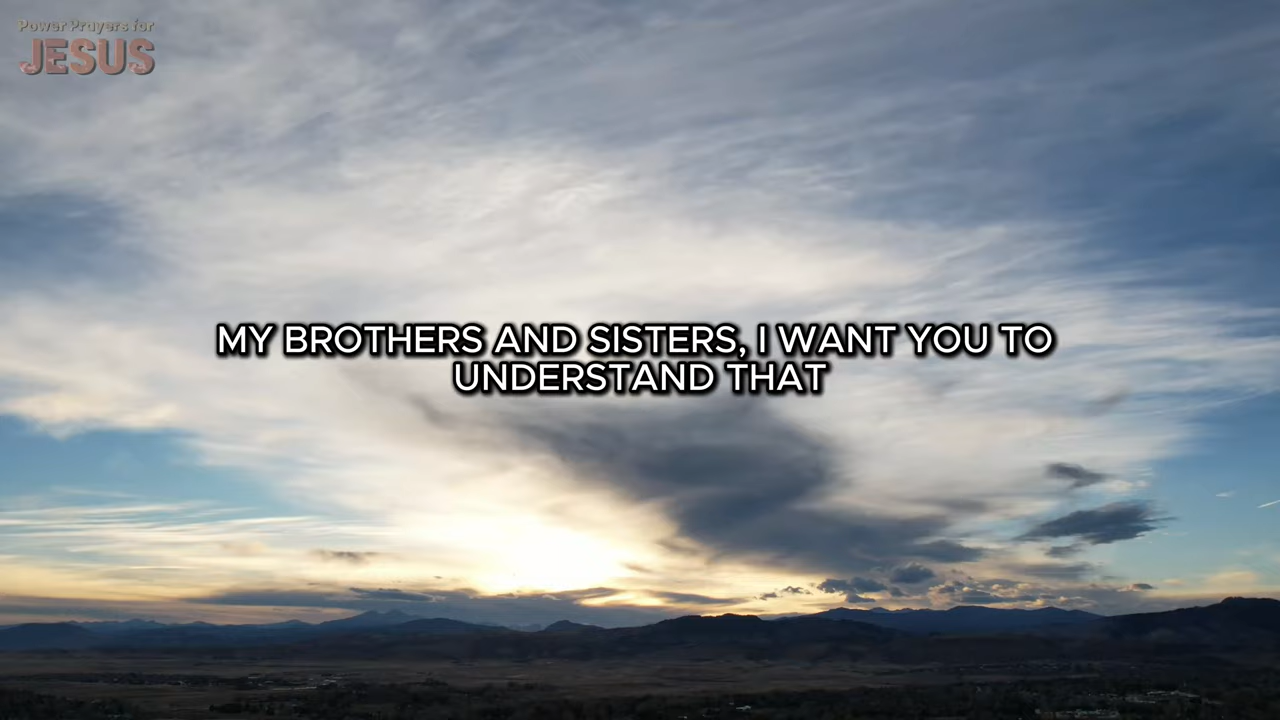 Power Prayers for
JESUS
MY BROTHERS AND SISTERS, I WANT YOU TO
UNDERSTAND THAT